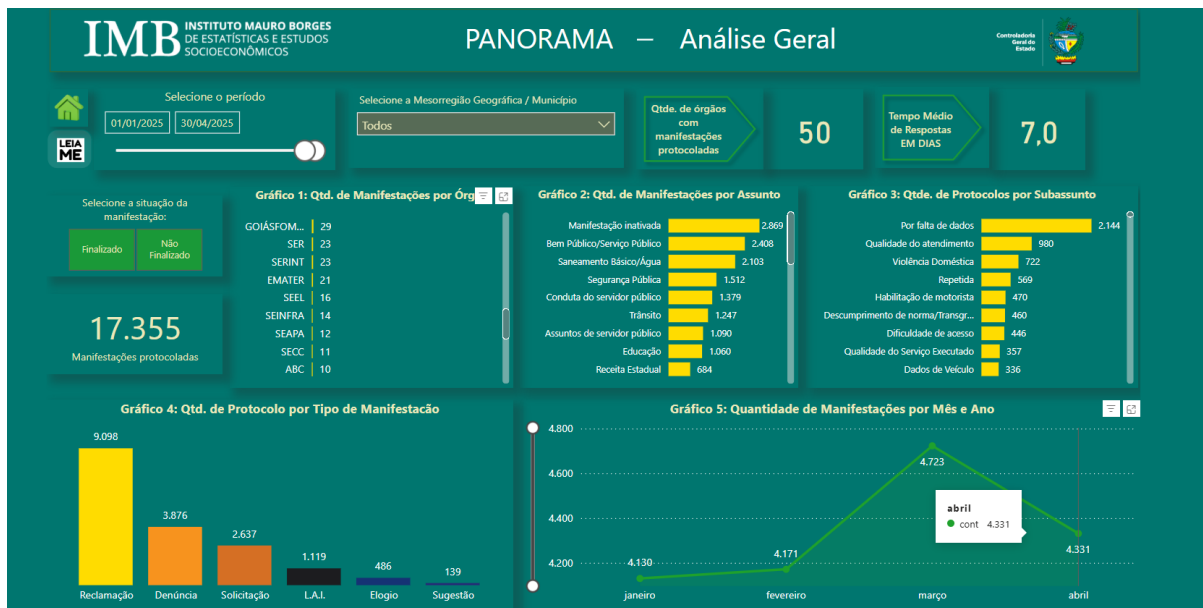 IMB
INSTITUTO MAURO BORGES
DE ESTATÍSTICAS E ESTUDOS
SOCIOECONÔMICOS
PANORAMA — Análise Geral
Controladoria
Geral do
Estado
LEIA
ME
Selecione o período
01/01/2025 30/04/2025
Selecione a Mesorregião Geográfica / Município
Todos
Qtde. de órgãos
com
manifestações
protocoladas
50
Tempo Médio
de Respostas
EM DIAS
7,0
Selecione a situação da
manifestação:
Finalizado
Não
Finalizado
17.355
Manifestações protocoladas
Gráfico 1: Qtd. de Manifestações por Órg
GOIÁSFOM... 29
SER 23
SERINT 23
EMATER 21
SEEL 16
SEINFRA 14
SEAPA 12
SECC 11
ABC 10
Gráfico 2: Qtd. de Manifestações por Assunto
Manifestação inativada 2.869
Bem Público/Serviço Público 2.408
Saneamento Básico/Água 2.103
Segurança Pública 1.512
Conduta do servidor público 1.379
Trânsito 1.247
Assuntos de servidor público 1.090
Educação 1.060
Receita Estadual 684
Gráfico 3: Qtde. de Protocolos por Subassunto
Por falta de dados 2.144
Qualidade do atendimento 980
Violência Doméstica 722
Repetida 569
Habilitação de motorista 470
Descumprimento de norma/Transgr... 460
Dificuldade de acesso 446
Qualidade do Serviço Executado 357
Dados de Veículo 336
Gráfico 4: Qtd. de Protocolo por Tipo de Manifestacão
9.098
3.876
2.637
1.119
486
139
Reclamação Denúncia Solicitação L.A.I. Elogio Sugestão
Gráfico 5: Quantidade de Manifestações por Mês e Ano
4.800
4.600
4.400
4.200
4.130
4.171
4.723
4.331
abril
cont 4.331
janeiro fevereiro março abril